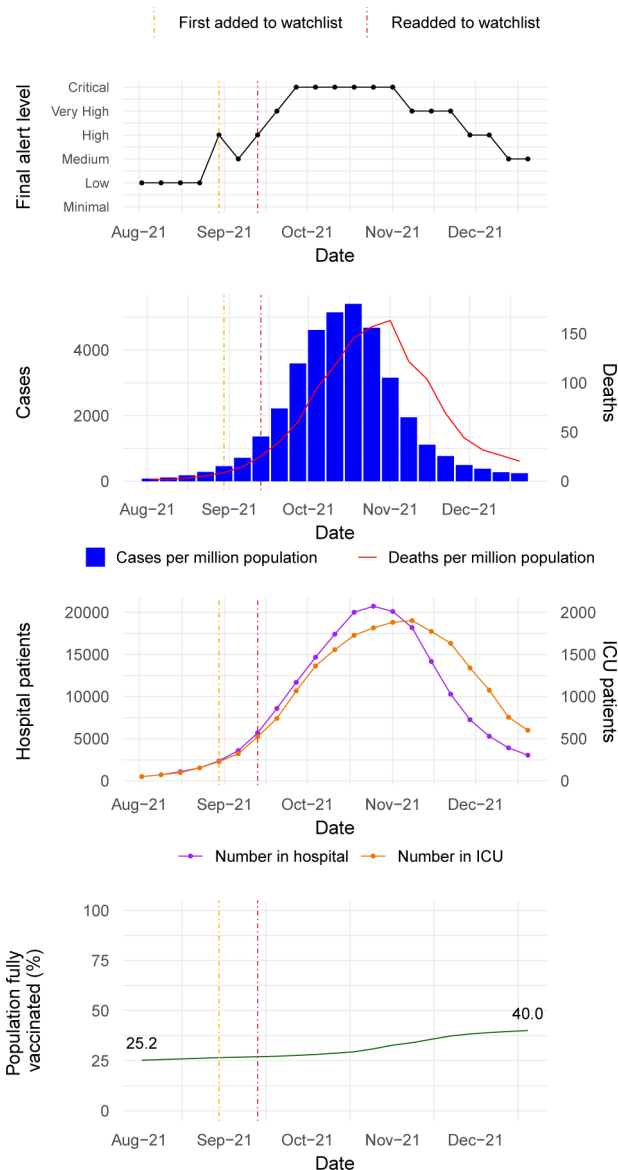 First added to watchlist Readded to watchlist
Final alert level
Critical
Very High
High
Medium
Low
Minimal
Aug−21 Sep−21 Oct−21 Nov−21 Dec−21
Date
Cases
4000
2000
0
Deaths
150
100
50
0
Aug−21 Sep−21 Oct−21 Nov−21 Dec−21
Date
Cases per million population Deaths per million population
Hospital patients
20000
15000
10000
5000
0
ICU patients
2000
1500
1000
500
0
Aug−21 Sep−21 Oct−21 Nov−21 Dec−21
Date
Number in hospital Number in ICU
Population fully
vaccinated (%)
100
75
50
25
0
25.2
40.0
Aug−21 Sep−21 Oct−21 Nov−21 Dec−21
Date